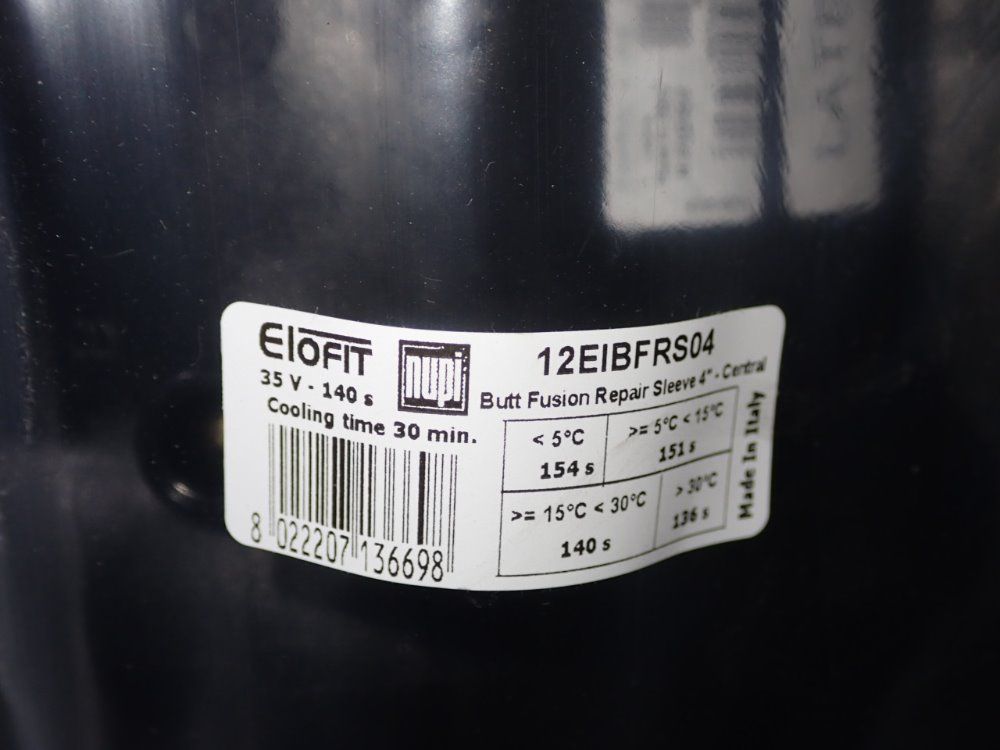 ElOFIT
nupi
35 V - 140 s
Cooling time 30 min.
8 022207 136698
12EIBFRS04
Butt Fusion Repair Sleeve 4" - Central
< 5°C
154 s
>= 5°C < 15°C
151 s
>= 15°C < 30°C
140 s
> 30°C
136 s
Made In Italy